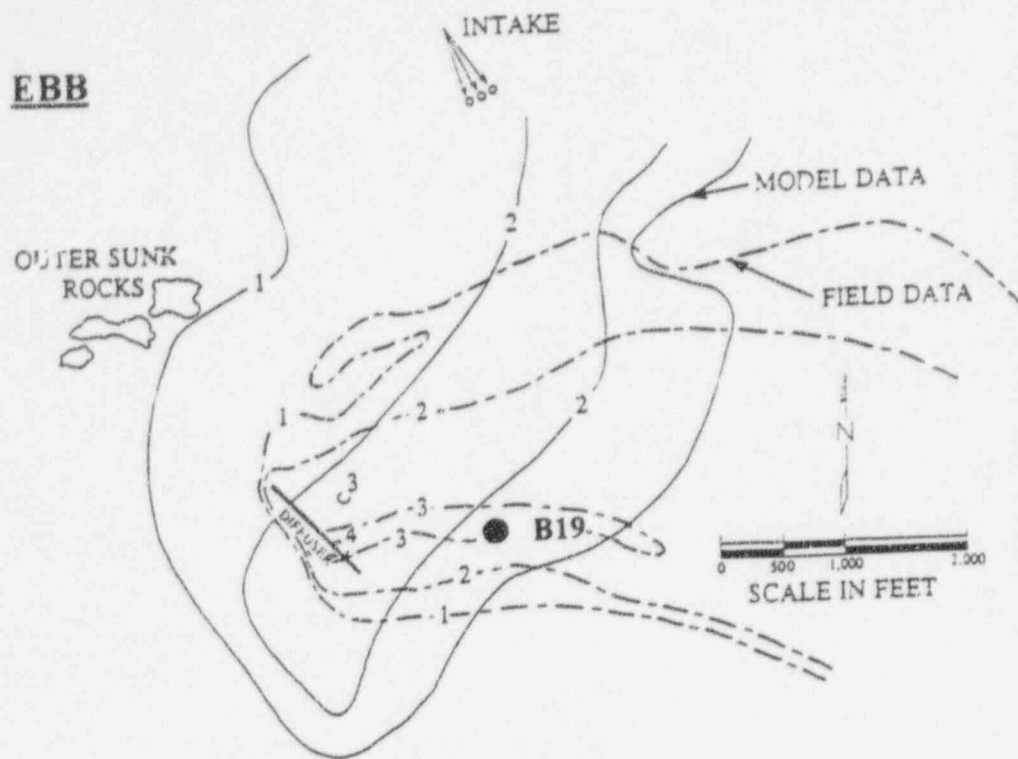 INTAKE
EBB
MODEL DATA
2
OUTER SUNK
ROCKS
1
FIELD DATA
1
2
2
N
3
DIFFUSER
4
3
3
B19
2
1
0 500 1,000 2,000
SCALE IN FEET